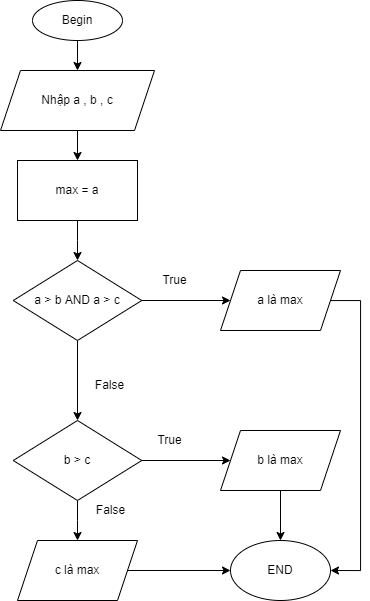 Begin
Nhập a , b , c
max = a
a > b AND a > c
True
a là max
False
b > c
True
b là max
False
c là max
END